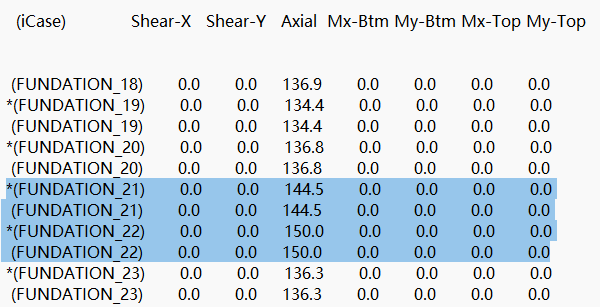 (iCase) Shear-X Shear-Y Axial Mx-Btm My-Btm Mx-Top My-Top
(FUNDATION_18) 0.0 0.0 136.9 0.0 0.0 0.0 0.0
*(FUNDATION_19) 0.0 0.0 134.4 0.0 0.0 0.0 0.0
(FUNDATION_19) 0.0 0.0 134.4 0.0 0.0 0.0 0.0
*(FUNDATION_20) 0.0 0.0 136.8 0.0 0.0 0.0 0.0
(FUNDATION_20) 0.0 0.0 136.8 0.0 0.0 0.0 0.0
*(FUNDATION_21) 0.0 0.0 144.5 0.0 0.0 0.0 0.0
(FUNDATION_21) 0.0 0.0 144.5 0.0 0.0 0.0 0.0
*(FUNDATION_22) 0.0 0.0 150.0 0.0 0.0 0.0 0.0
(FUNDATION_22) 0.0 0.0 150.0 0.0 0.0 0.0 0.0
*(FUNDATION_23) 0.0 0.0 136.3 0.0 0.0 0.0 0.0
(FUNDATION_23) 0.0 0.0 136.3 0.0 0.0 0.0 0.0